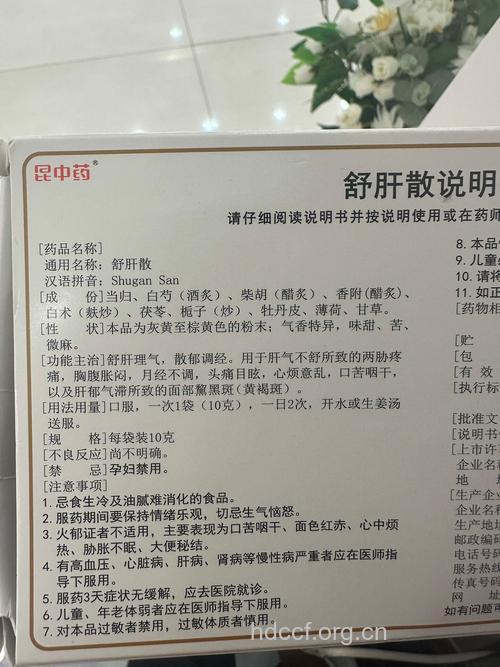 昆中药®
舒肝散说明
请仔细阅读说明书并按说明使用或在药师
[药品名称]
通用名称：舒肝散
汉语拼音：Shugan San
[成　份]当归、白芍（酒炙）、柴胡（醋炙）、香附(醋炙)、
白术（麸炒）、茯苓、栀子（炒）、牡丹皮、薄荷、甘草。
[性　状]本品为灰黄至棕黄色的粉末；气香特异，味甜、苦、
微麻。
[功能主治]舒肝理气，散郁调经。用于肝气不舒所致的两胁疼
痛，胸腹胀闷，月经不调，头痛目眩，心烦意乱，口苦咽干，
以及肝郁气滞所致的面部黧黑斑（黄褐斑）。
[用法用量]口服，一次1袋（10克），一日2次，开水或生姜汤
送服。
[规　格]每袋装10克
[不良反应]尚不明确。
[禁　忌]孕妇禁用。
[注意事项]
1. 忌食生冷及油腻难消化的食品。
2. 服药期间要保持情绪乐观，切忌生气恼怒。
3. 火郁证者不适用，主要表现为口苦咽干、面色红赤、心中烦
热、胁胀不眠、大便秘结。
4. 有高血压、心脏病、肝病、肾病等慢性病严重者应在医师指
导下服用。
5. 服药3天症状无缓解，应去医院就诊。
6. 儿童、年老体弱者应在医师指导下服用。
7. 对本品过敏者禁用，过敏体质者慎用。
8. 本品
9. 儿童
10. 请将
11. 如正
[药物相
[贮
[包
[有 效
[执行标
[批准文
[说明书
[上市许
企业名称
地　址
[生产企
企业名称
生产地
邮政编码
电话号码
服务热线
传真号码
网　址
如有问题可
hdccf.org.cn